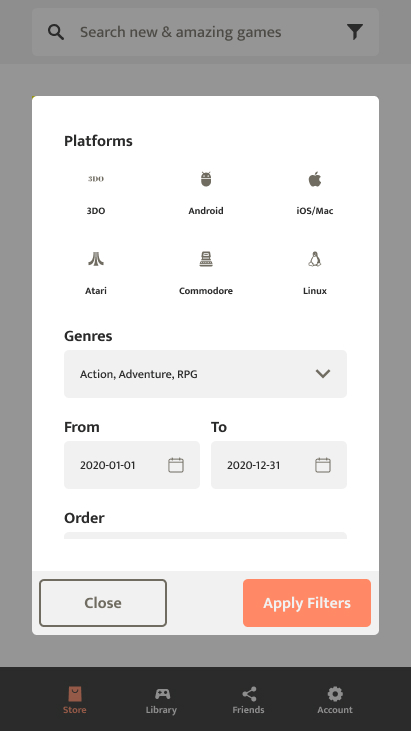 Search new & amazing games
Platforms
3DO
3DO Android iOS/Mac
Atari Commodore Linux
Genres
Action, Adventure, RPG
From To
2020-01-01 2020-12-31
Order
Close Apply Filters
Store Library Friends Account